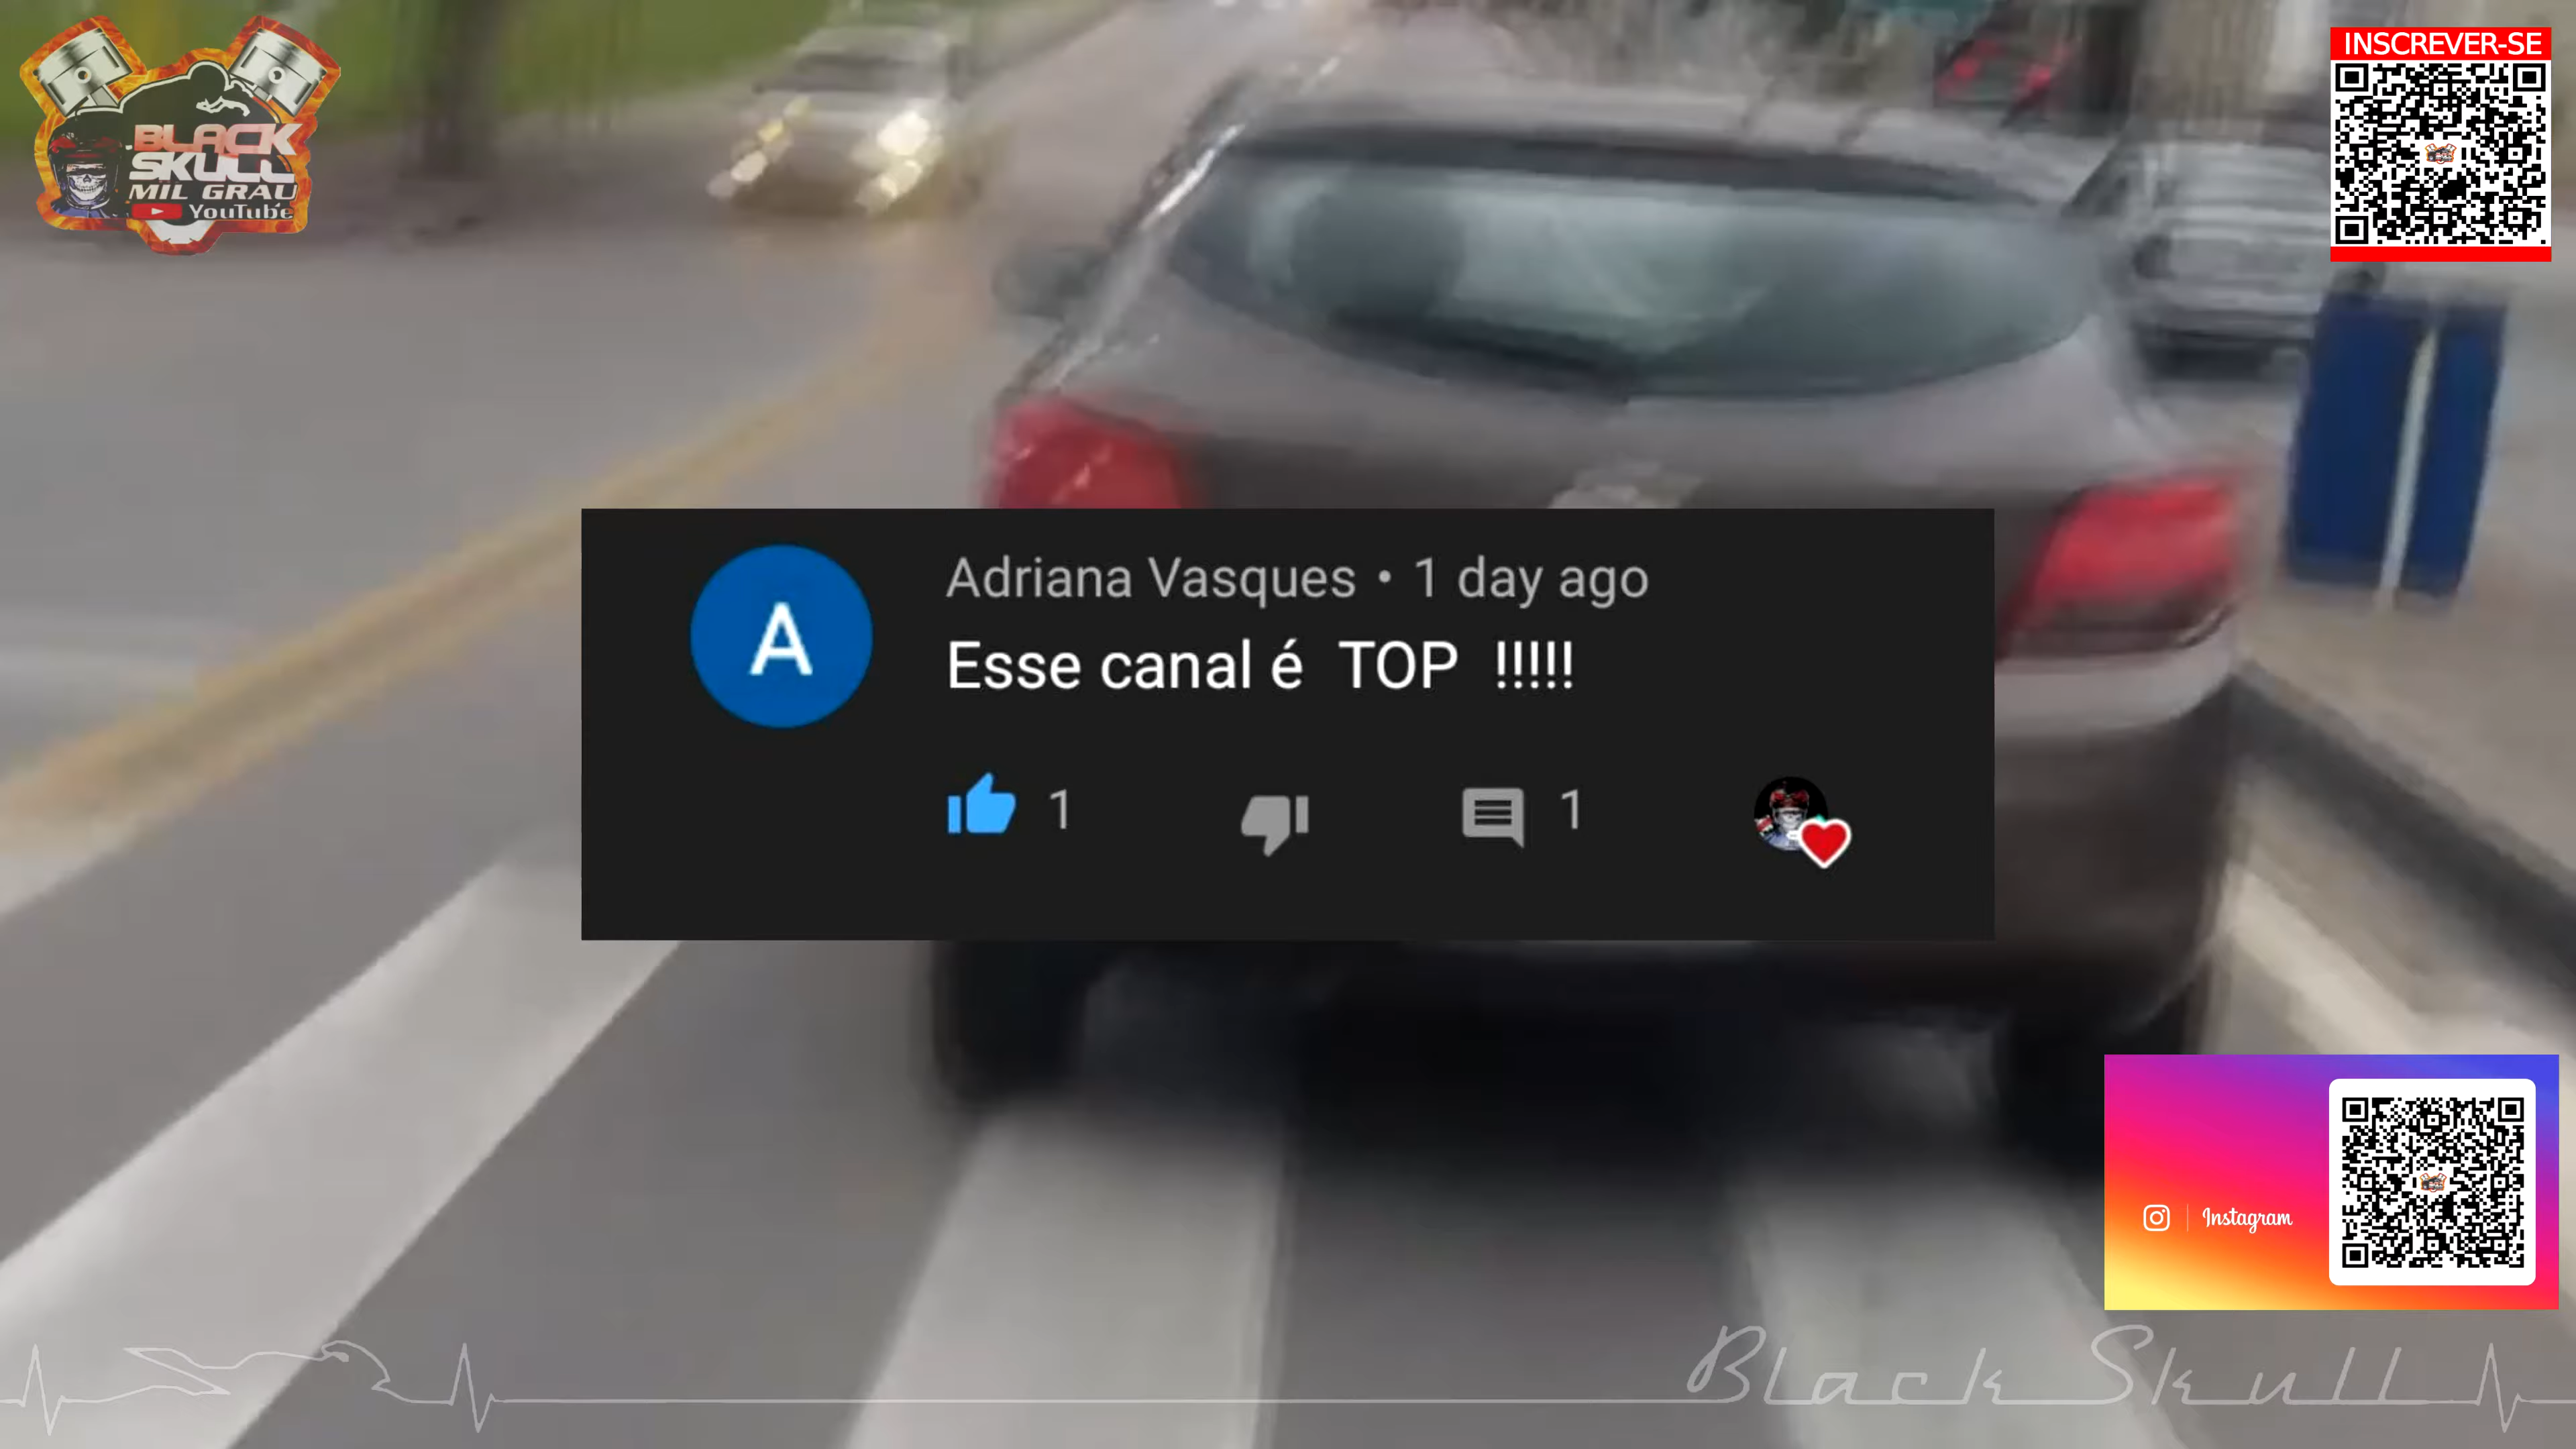 BLACK
SKULL
MIL GRAU
YouTube
INSCREVER-SE
Adriana Vasques • 1 day ago
Esse canal é  TOP  !!!!!
1
1
Instagram
Black Skull